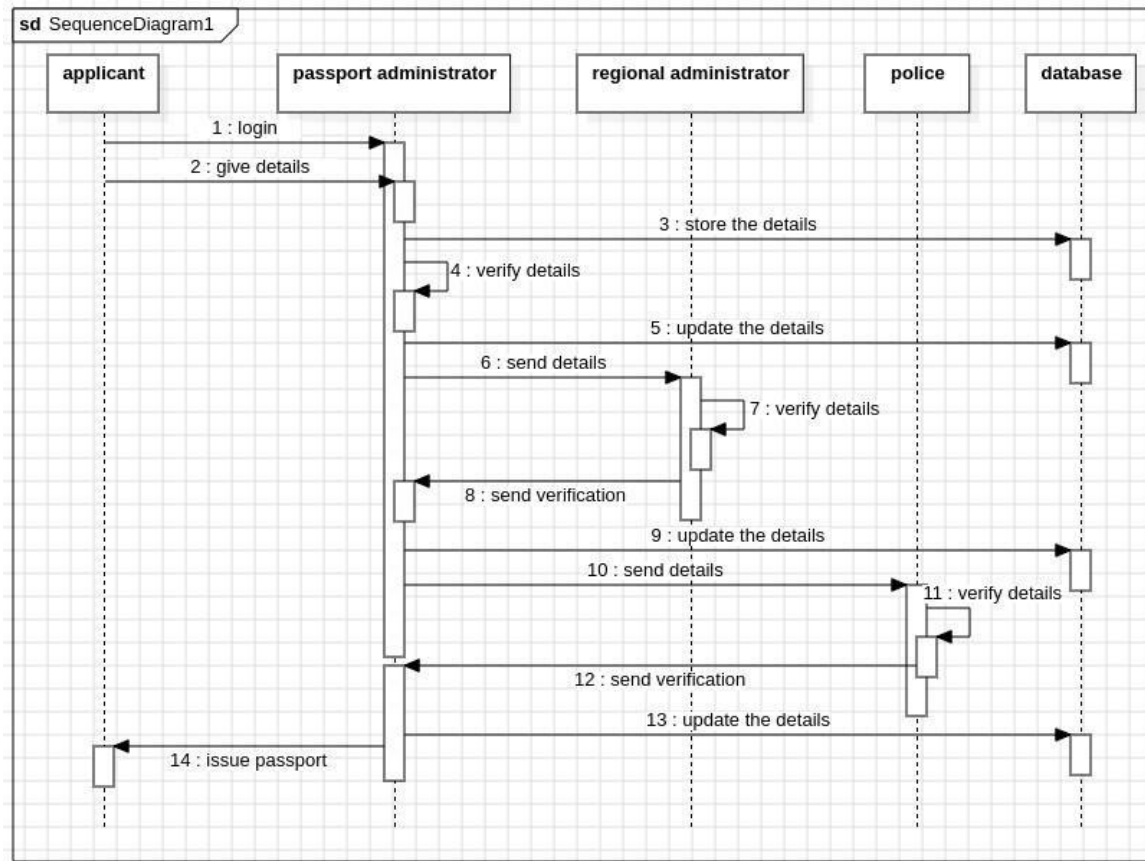 sd SequenceDiagram1
applicant
passport administrator
regional administrator
police
database
1 : login
2 : give details
3 : store the details
4 : verify details
5 : update the details
6 : send details
7 : verify details
8 : send verification
9 : update the details
10 : send details
11 : verify details
12 : send verification
13 : update the details
14 : issue passport